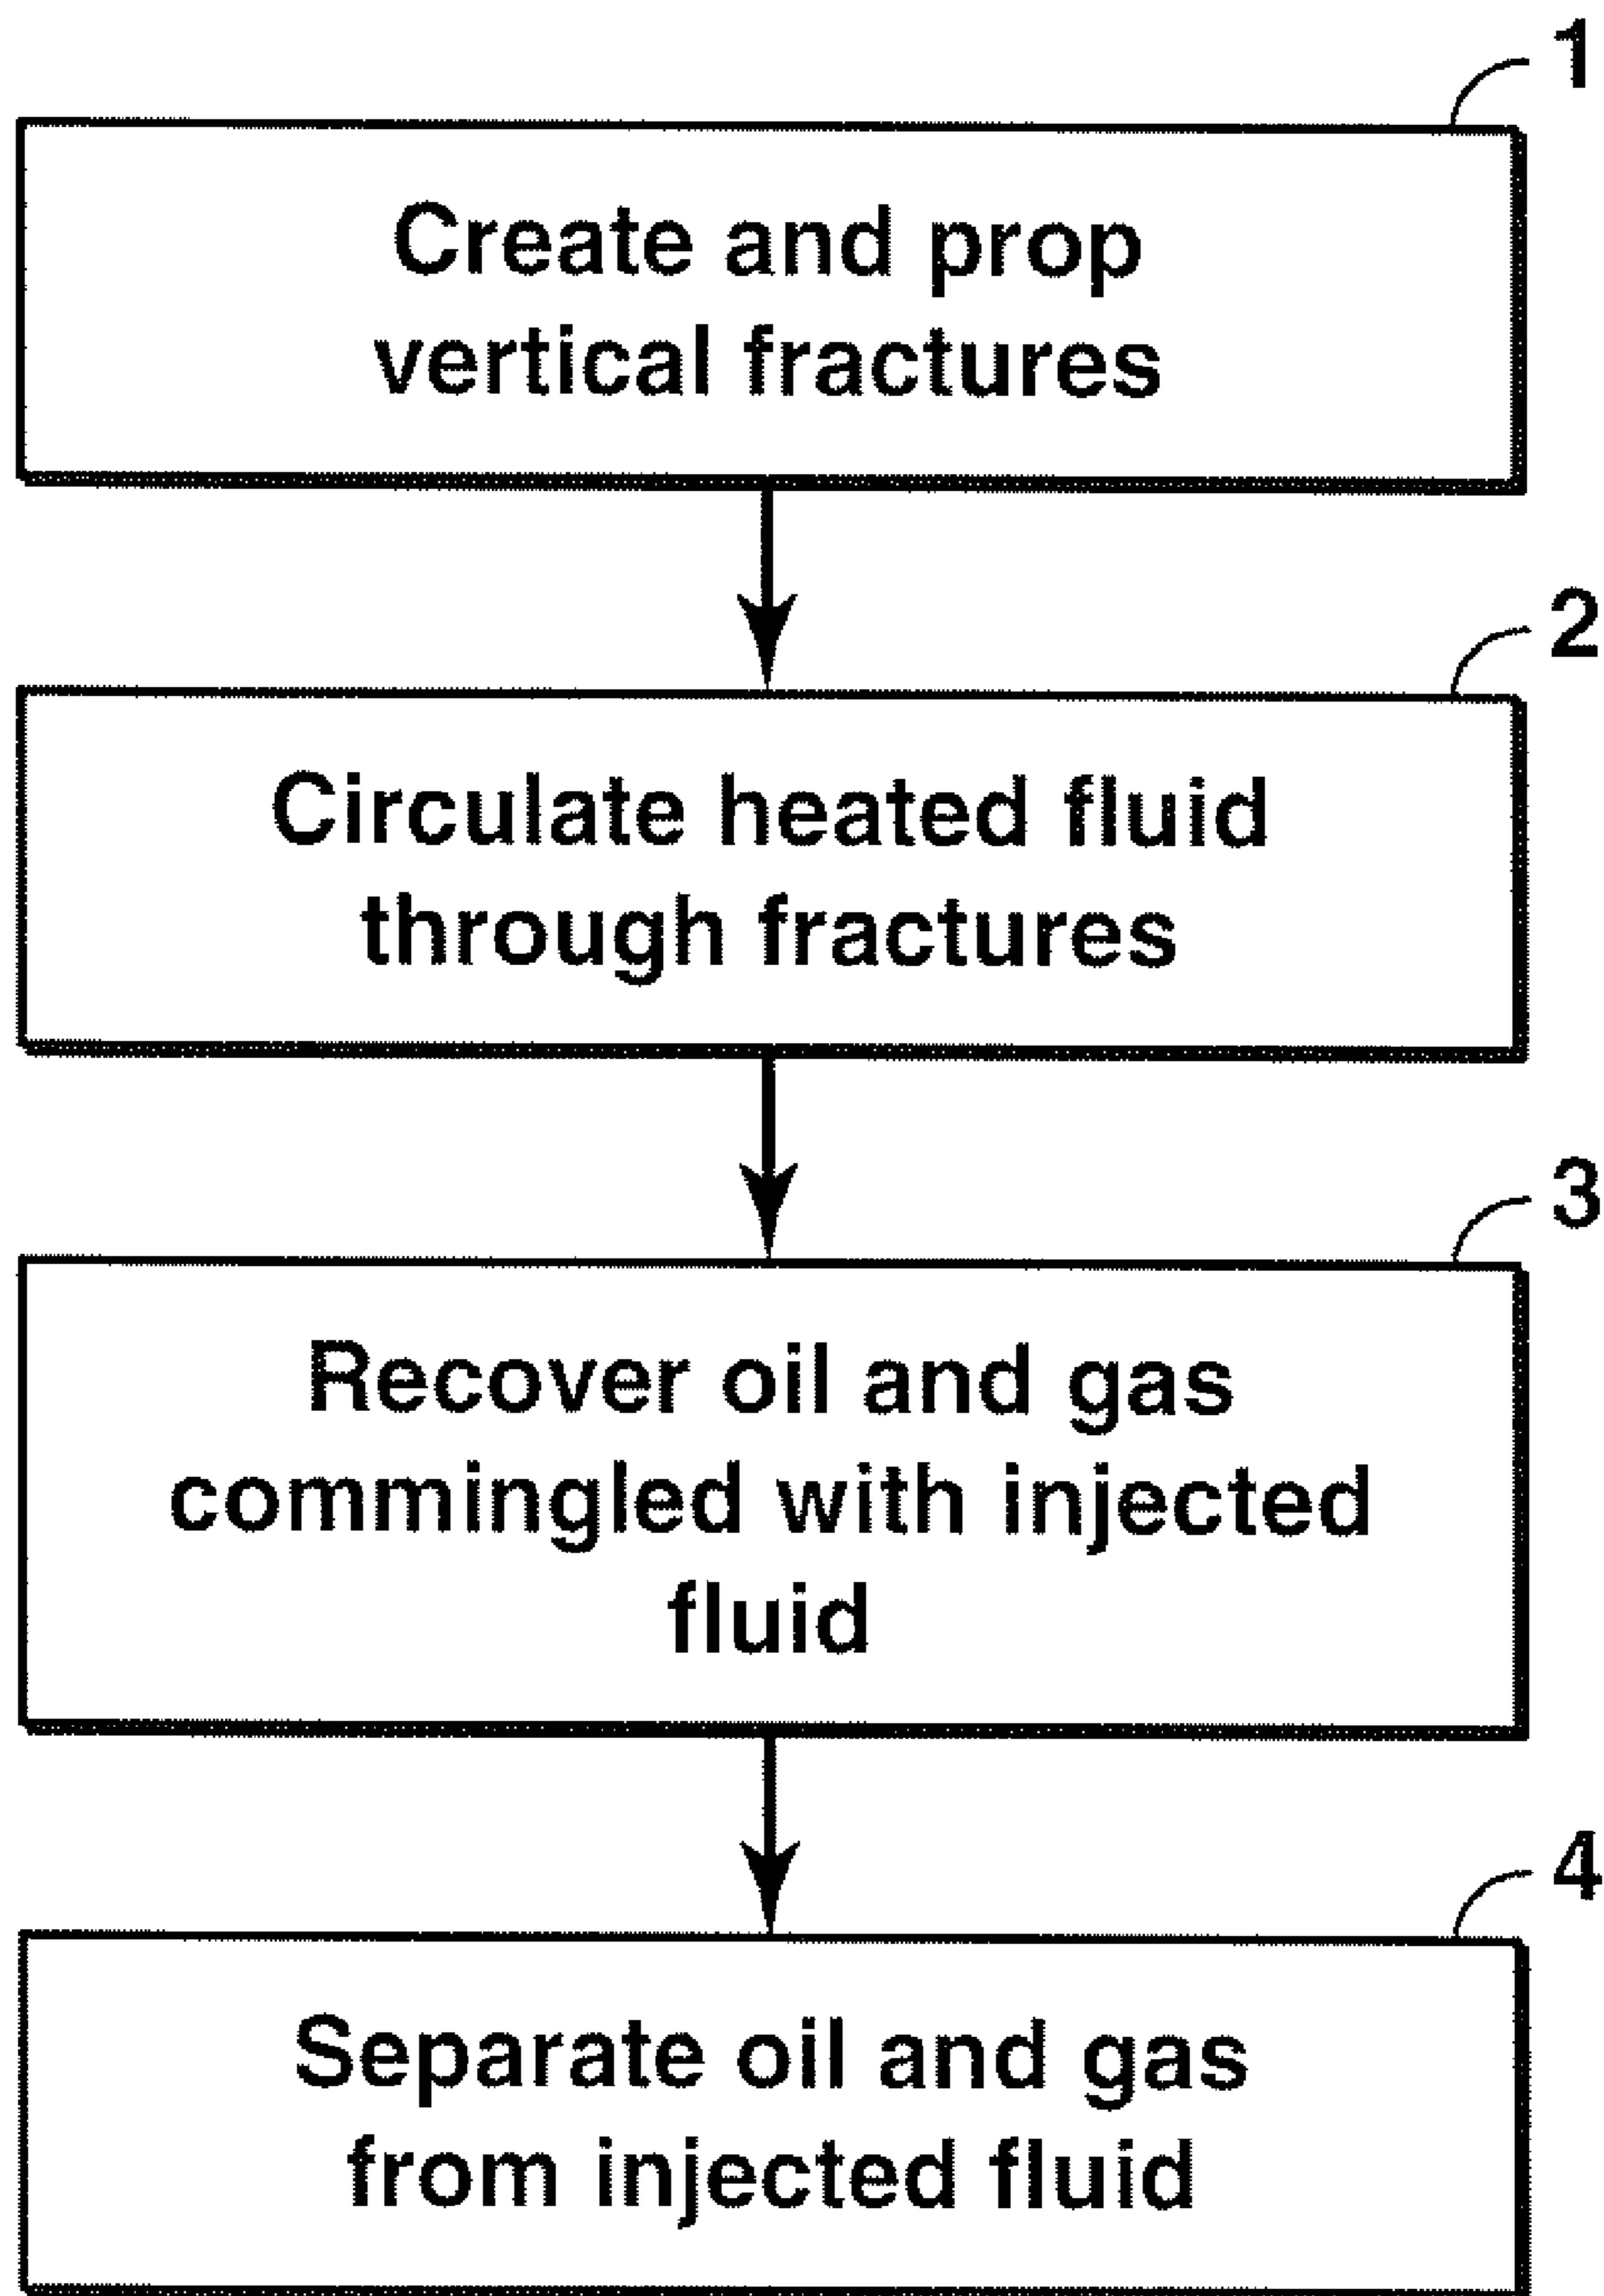 1
Create and prop
vertical fractures
2
Circulate heated fluid
through fractures
3
Recover oil and gas
commingled with injected
fluid
4
Separate oil and gas
from injected fluid